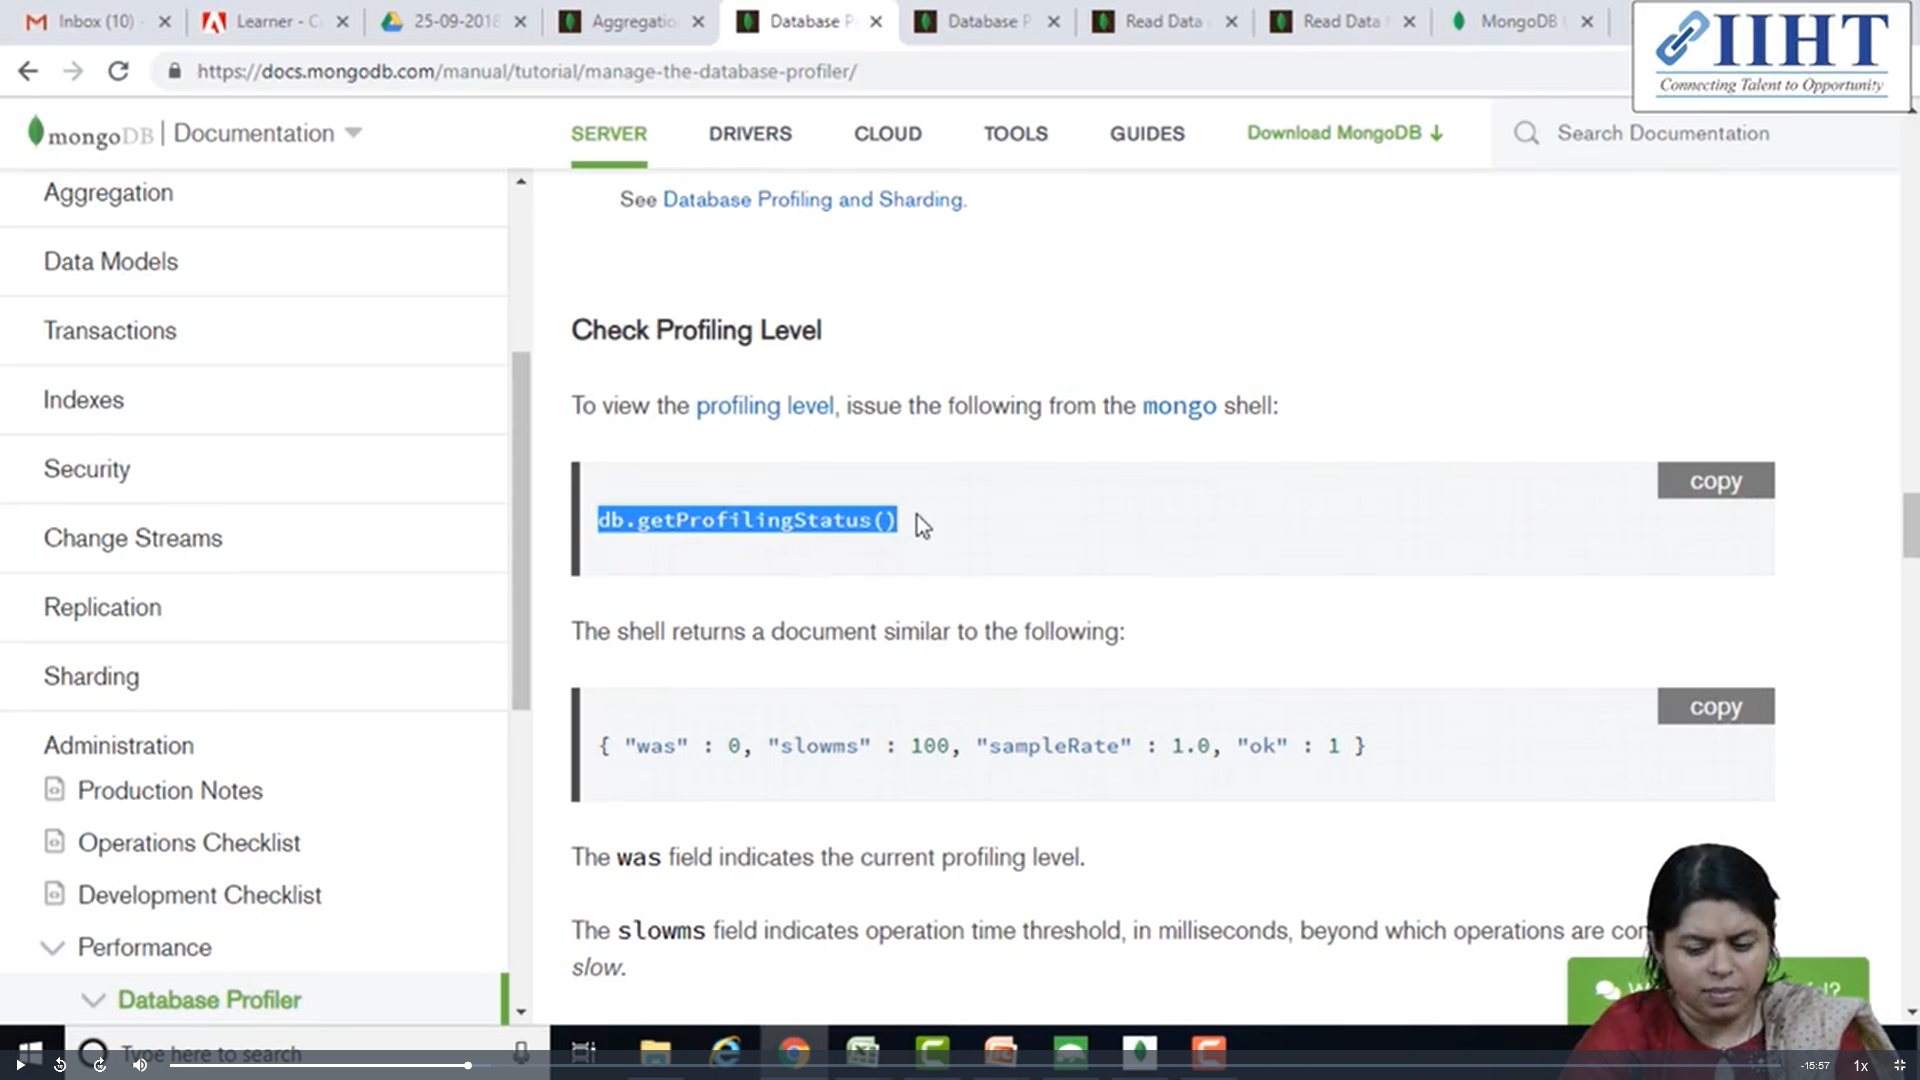 Inbox (10) -
Learner - C
25-09-2018
Aggregatio
Database P
Database P
Read Data
Read Data
MongoDB
IIHT
Connecting Talent to Opportunity
https://docs.mongodb.com/manual/tutorial/manage-the-database-profiler/
mongoDB | Documentation
SERVER
DRIVERS
CLOUD
TOOLS
GUIDES
Download MongoDB
Search Documentation
Aggregation
Data Models
Transactions
Indexes
Security
Change Streams
Replication
Sharding
Administration
Production Notes
Operations Checklist
Development Checklist
Performance
Database Profiler
See Database Profiling and Sharding.
Check Profiling Level
To view the profiling level, issue the following from the mongo shell:
copy
db.getProfilingStatus()
The shell returns a document similar to the following:
copy
{ "was" : 0, "slowms" : 100, "sampleRate" : 1.0, "ok" : 1 }
The was field indicates the current profiling level.
The slowms field indicates operation time threshold, in milliseconds, beyond which operations are con
slow.
Type here to search
-15:57
1x